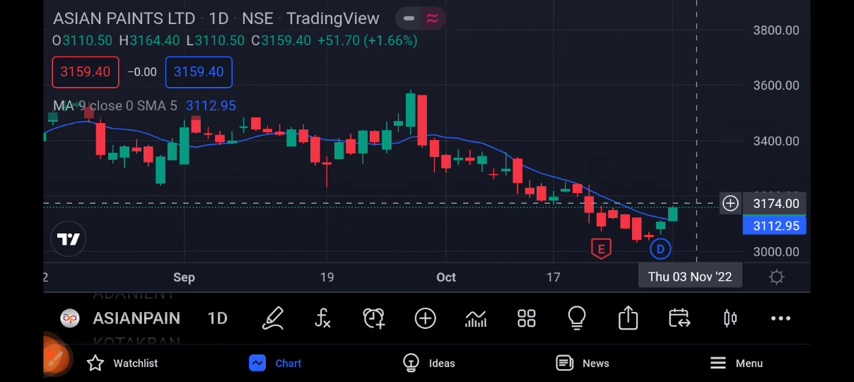 ASIAN PAINTS LTD · 1D · NSE · TradingView
O3110.50 H3164.40 L3110.50 C3159.40 +51.70 (+1.66%)
3159.40 −0.00 3159.40
MA 9 close 0 SMA 5 3112.95
3800.00
3600.00
3400.00
3174.00
3112.95
3000.00
E D
2 Sep 19 Oct 17 Thu 03 Nov '22
ADANIENT
ASIANPAIN 1D
KOTAKBAN
Watchlist Chart Ideas News Menu